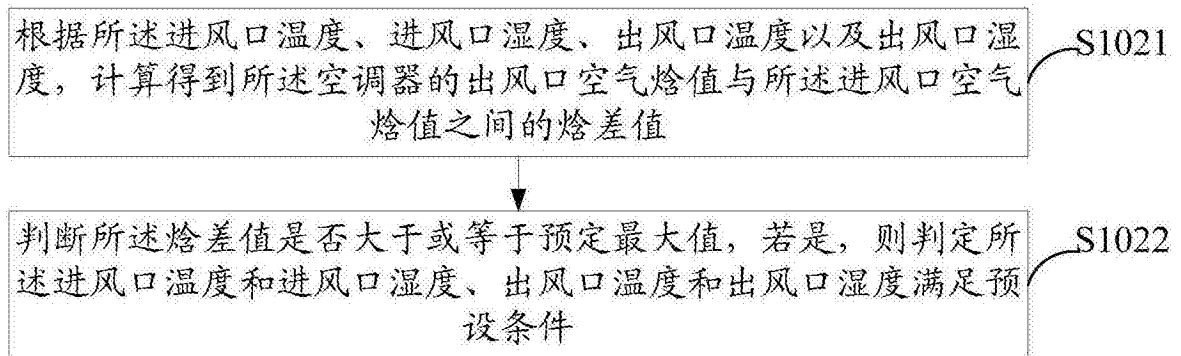 根据所述进风口温度、进风口湿度、出风口温度以及出风口湿
度，计算得到所述空调器的出风口空气焓值与所述进风口空气
焓值之间的焓差值
S1021
判断所述焓差值是否大于或等于预定最大值，若是，则判定所
述进风口温度和进风口湿度、出风口温度和出风口湿度满足预
设条件
S1022